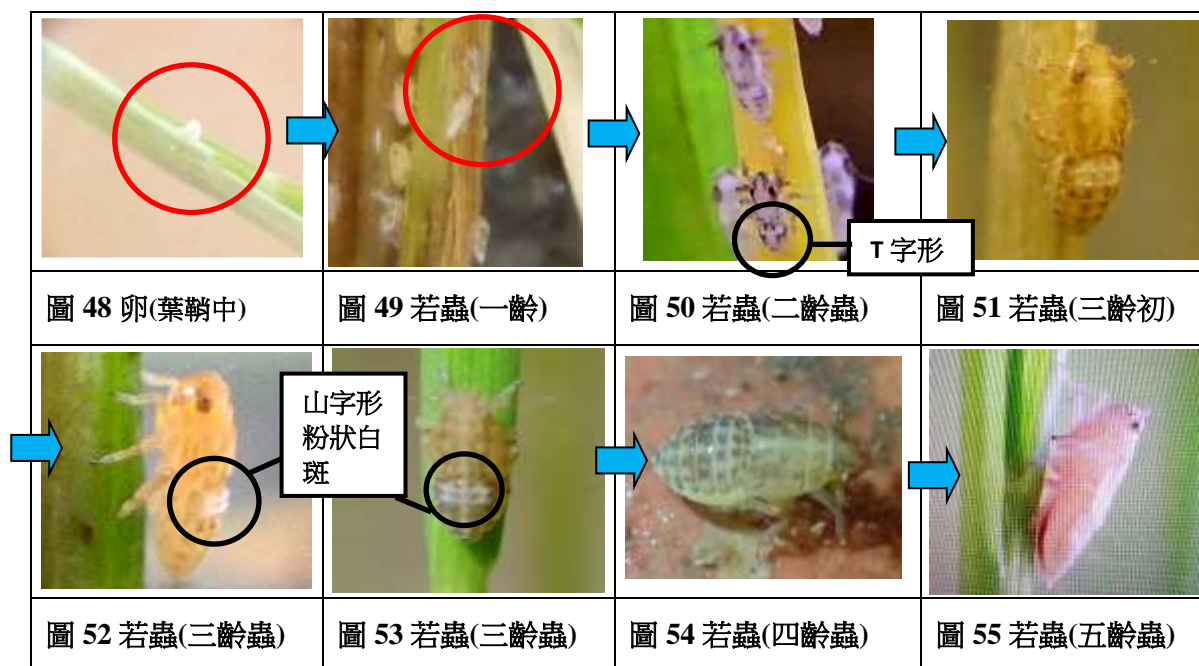 T 字形
圖 48 卵(葉鞘中)
圖 49 若蟲(一齡)
圖 50 若蟲(二齡蟲)
圖 51 若蟲(三齡初)
山字形
粉狀白
斑
圖 52 若蟲(三齡蟲)
圖 53 若蟲(三齡蟲)
圖 54 若蟲(四齡蟲)
圖 55 若蟲(五齡蟲)